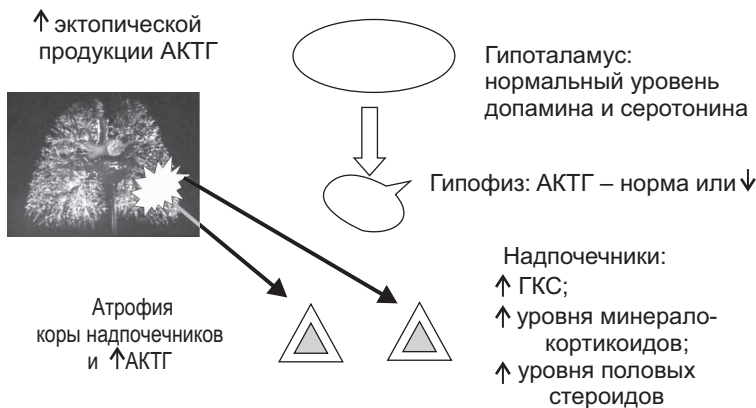 ↑ эктопической
продукции АКТГ
Гипоталамус:
нормальный уровень
допамина и серотонина
Гипофиз: АКТГ – норма или ↓
Надпочечники:
↑ ГКС;
↑ уровня минерало-
кортикоидов;
↑ уровня половых
стероидов
Атрофия
коры надпочечников
и ↑АКТГ